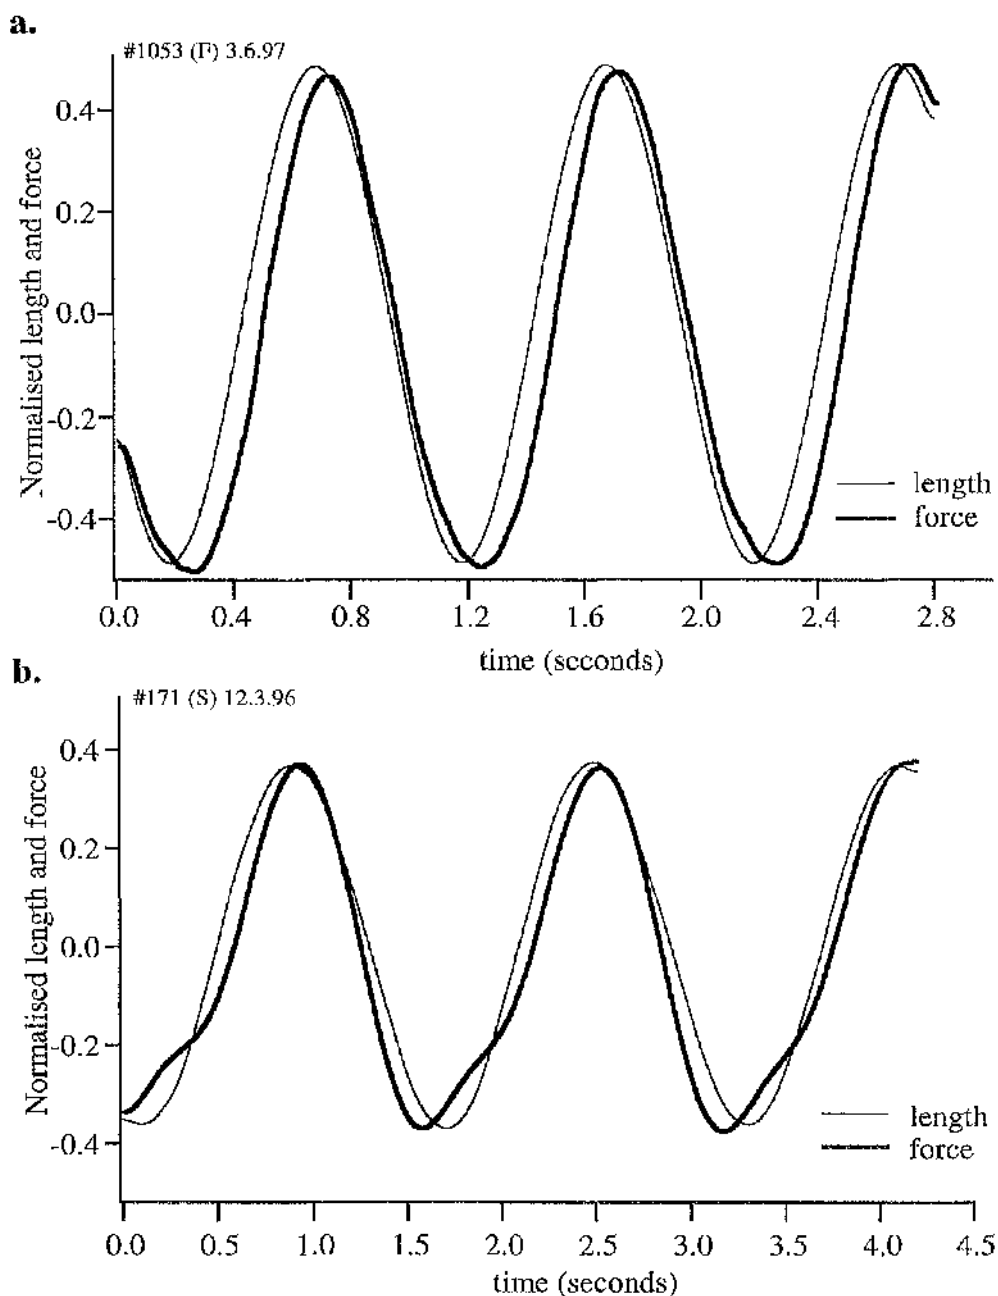 a.
#1053 (F) 3.6.97
Normalised length and force
0.4
0.2
0.0
-0.2
-0.4
length
force
0.0 0.4 0.8 1.2 1.6 2.0 2.4 2.8
time (seconds)
b.
#171 (S) 12.3.96
Normalised length and force
0.4
0.2
0.0
-0.2
-0.4
length
force
0.0 0.5 1.0 1.5 2.0 2.5 3.0 3.5 4.0 4.5
time (seconds)